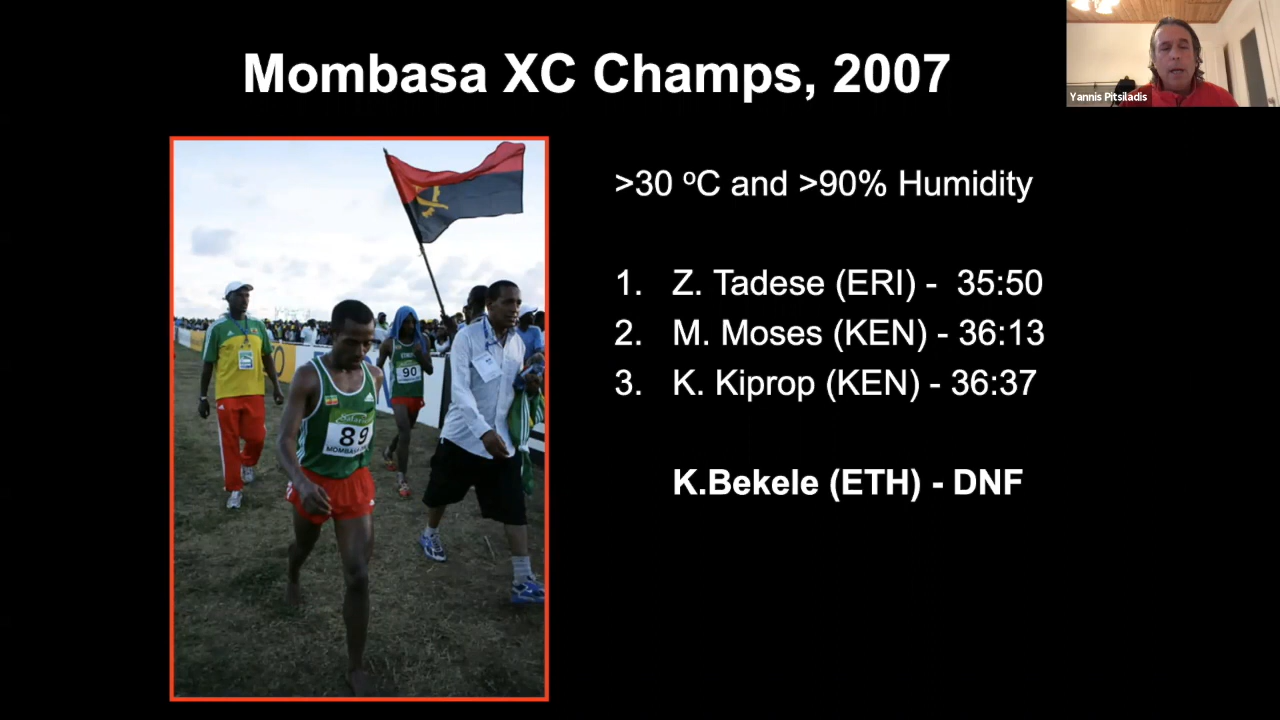 Mombasa XC Champs, 2007
Yannis Pitsiladis
>30 ºC and >90% Humidity
1. Z. Tadese (ERI) - 35:50
2. M. Moses (KEN) - 36:13
3. K. Kiprop (KEN) - 36:37
K.Bekele (ETH) - DNF
90
89